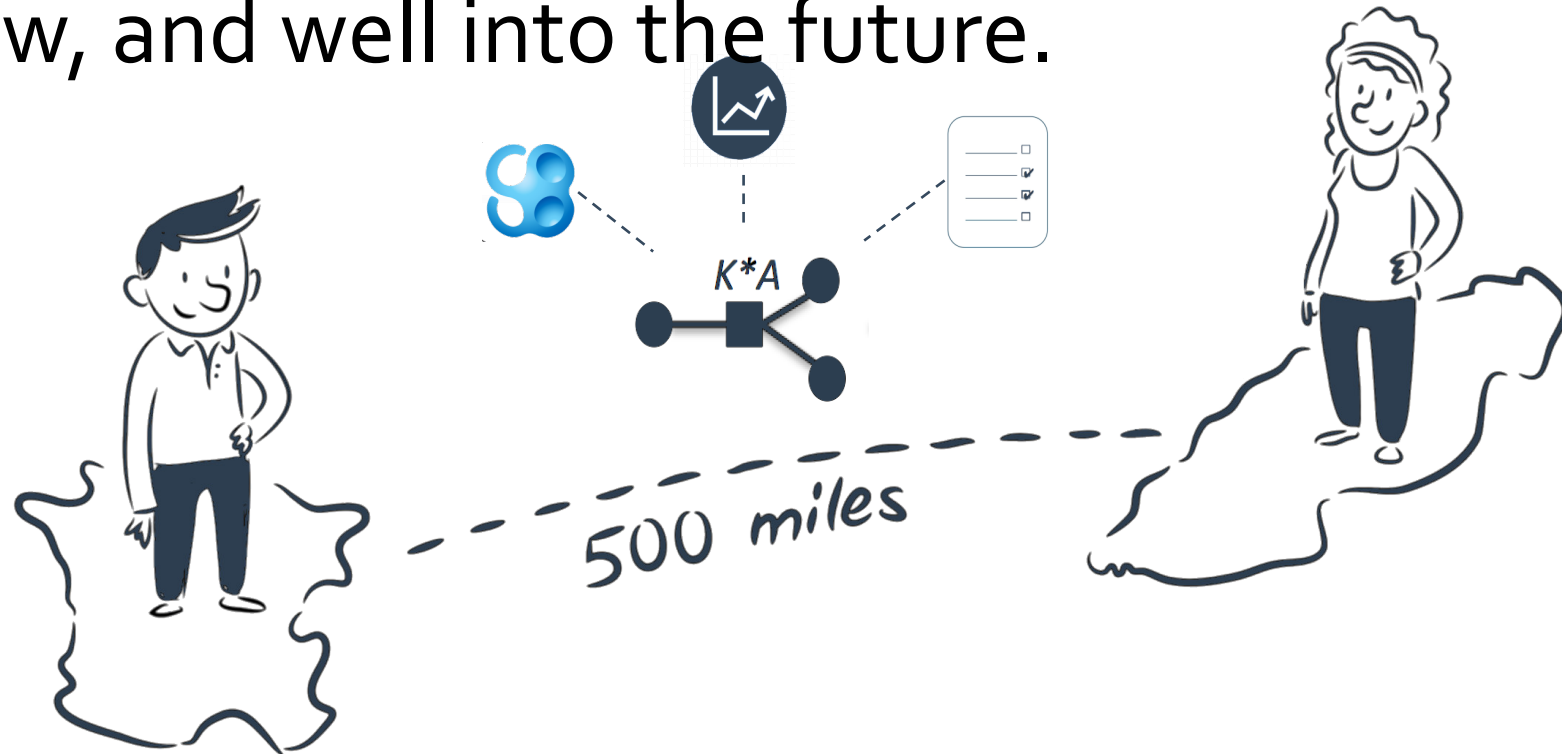 w, and well into the future.
K*A
500 miles